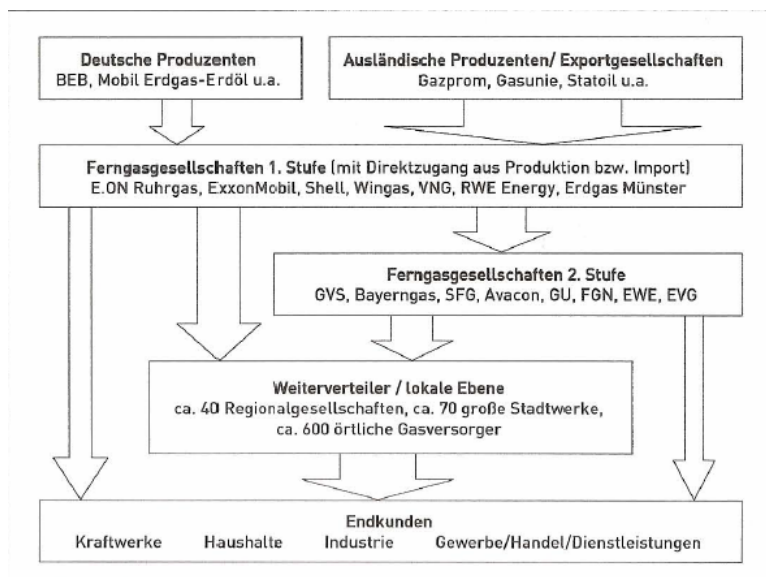 Deutsche Produzenten
BEB, Mobil Erdgas-Erdöl u.a.
Ausländische Produzenten/ Exportgesellschaften
Gazprom, Gasunie, Statoil u.a.
Ferngasgesellschaften 1. Stufe (mit Direktzugang aus Produktion bzw. Import)
E.ON Ruhrgas, ExxonMobil, Shell, Wingas, VNG, RWE Energy, Erdgas Münster
Ferngasgesellschaften 2. Stufe
GVS, Bayerngas, SFG, Avacon, GU, FGN, EWE, EVG
Weiterverteiler / lokale Ebene
ca. 40 Regionalgesellschaften, ca. 70 große Stadtwerke,
ca. 600 örtliche Gasversorger
Endkunden
Kraftwerke Haushalte Industrie Gewerbe/Handel/Dienstleistungen